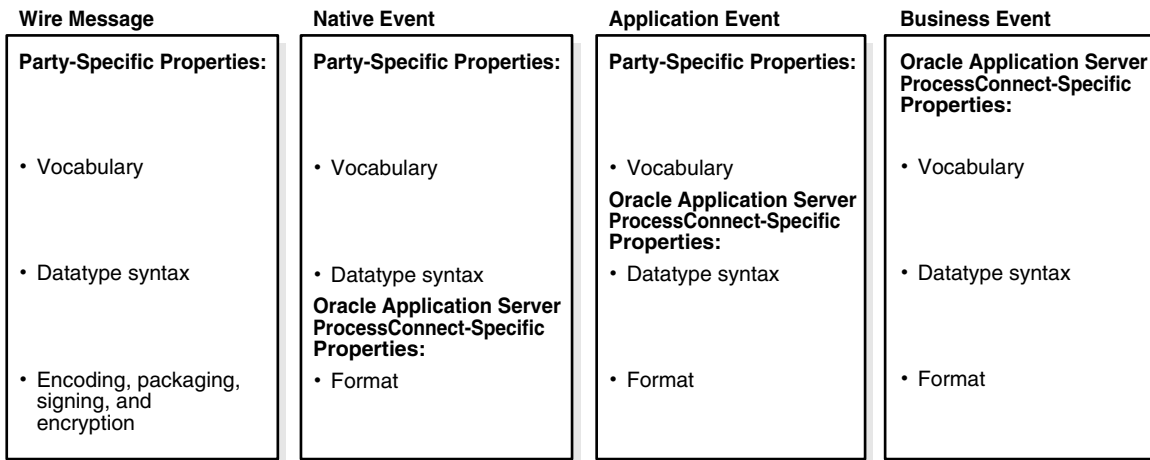 Wire Message
Party-Specific Properties:
• Vocabulary
• Datatype syntax
• Encoding, packaging,
signing, and
encryption
Native Event
Party-Specific Properties:
• Vocabulary
• Datatype syntax
Oracle Application Server
ProcessConnect-Specific
Properties:
• Format
Application Event
Party-Specific Properties:
• Vocabulary
Oracle Application Server
ProcessConnect-Specific
Properties:
• Datatype syntax
• Format
Business Event
Oracle Application Server
ProcessConnect-Specific
Properties:
• Vocabulary
• Datatype syntax
• Format